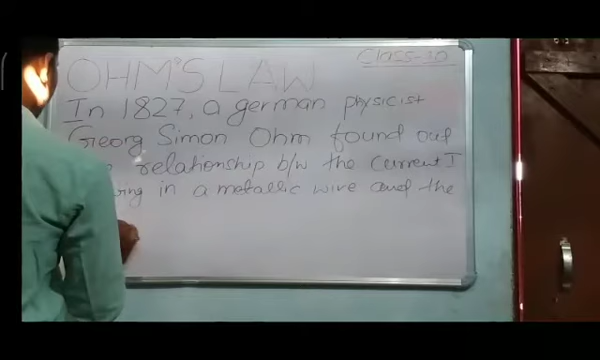 Class-10
OHM'S LAW
In 1827, a german physicist
Georg Simon Ohm found out
relationship b/w the current I
in a metallic wire and the